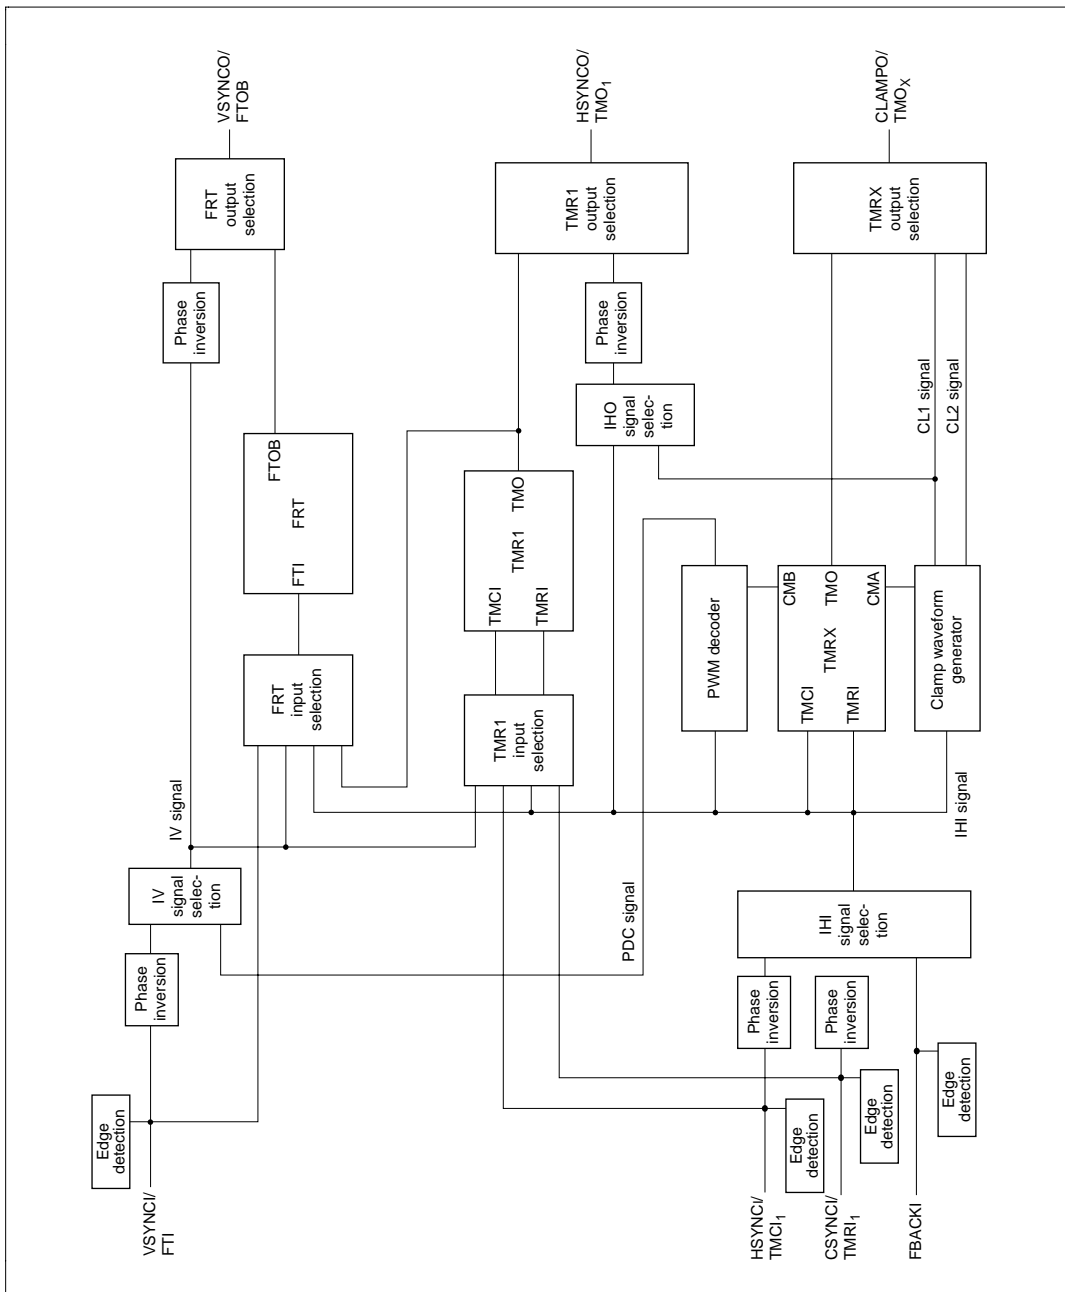 VSYNCI/
FTI
Edge
detection
Phase
inversion
IV
signal
selec-
tion
IV signal
Phase
inversion
FRT
output
selection
VSYNCO/
FTOB
FRT
input
selection
FTI
FRT
FTOB
TMR1
input
selection
TMCI
TMRI
TMR1
TMO
TMR1
output
selection
HSYNCO/
TMO1
IHO
signal
selec-
tion
Phase
inversion
PDC signal
PWM decoder
HSYNCI/
TMCI1
Edge
detection
Phase
inversion
CSYNCI/
TMRI1
Edge
detection
Phase
inversion
FBACKI
Edge
detection
IHI
signal
selec-
tion
IHI signal
TMCI
TMRI
TMRX
CMB
TMO
CMA
Clamp waveform
generator
CL1 signal
CL2 signal
TMRX
output
selection
CLAMPO/
TMOX